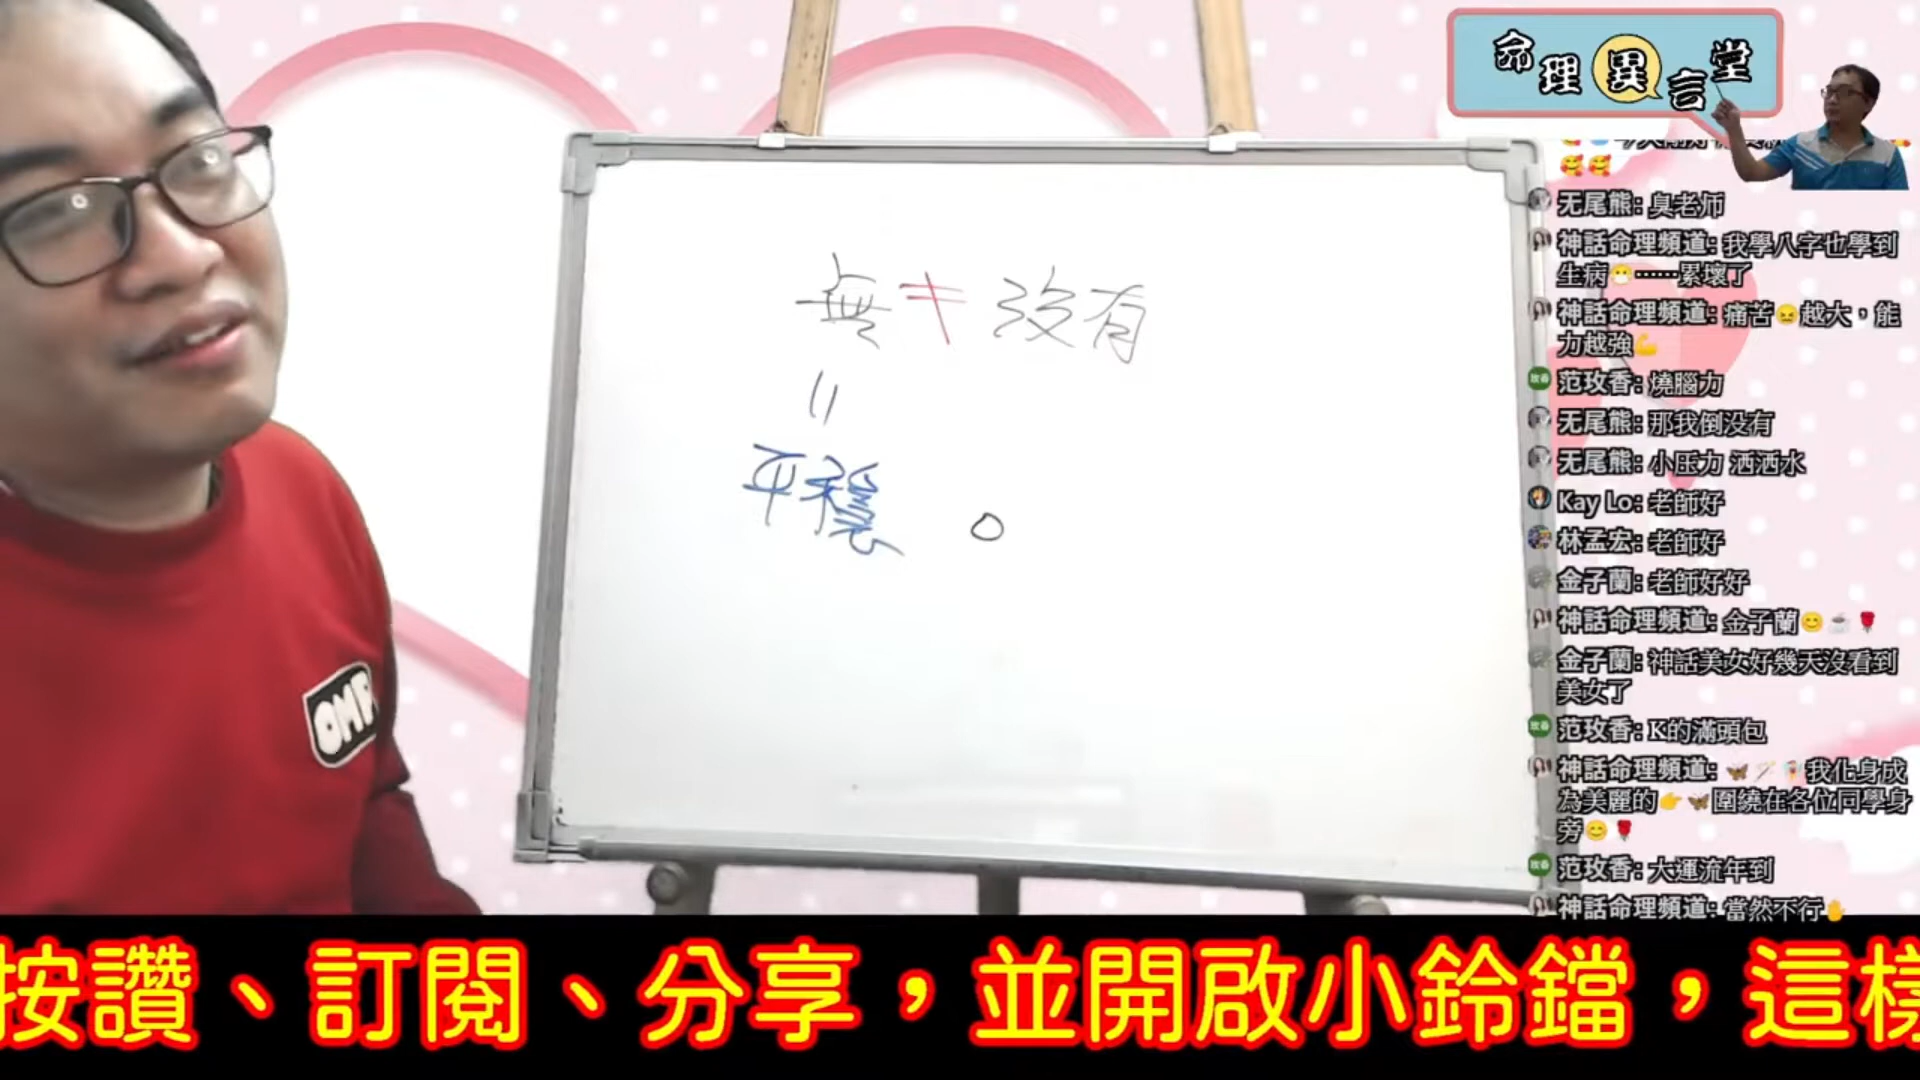 命理異言堂
無≠沒有
=
平穩 。
OMP
无尾熊: 臭老师
神話命理頻道: 我學八字也學到
生病😷⋯⋯累壞了
神話命理頻道: 痛苦😖越大，能
力越強💪
范玫香: 燒腦力
无尾熊: 那我倒没有
无尾熊: 小压力 洒洒水
Kay Lo: 老師好
林孟宏: 老師好
金子蘭: 老師好好
神話命理頻道: 金子蘭😊☕🌹
金子蘭: 神話美女好幾天沒看到
美女了
范玫香: K的滿頭包
神話命理頻道: 🦋🪄🧚我化身成
為美麗的👉🦋圍繞在各位同學身
旁😊🌹
范玫香: 大運流年到
神話命理頻道: 當然不行✋
按讚、訂閱、分享，並開啟小鈴鐺，這樣